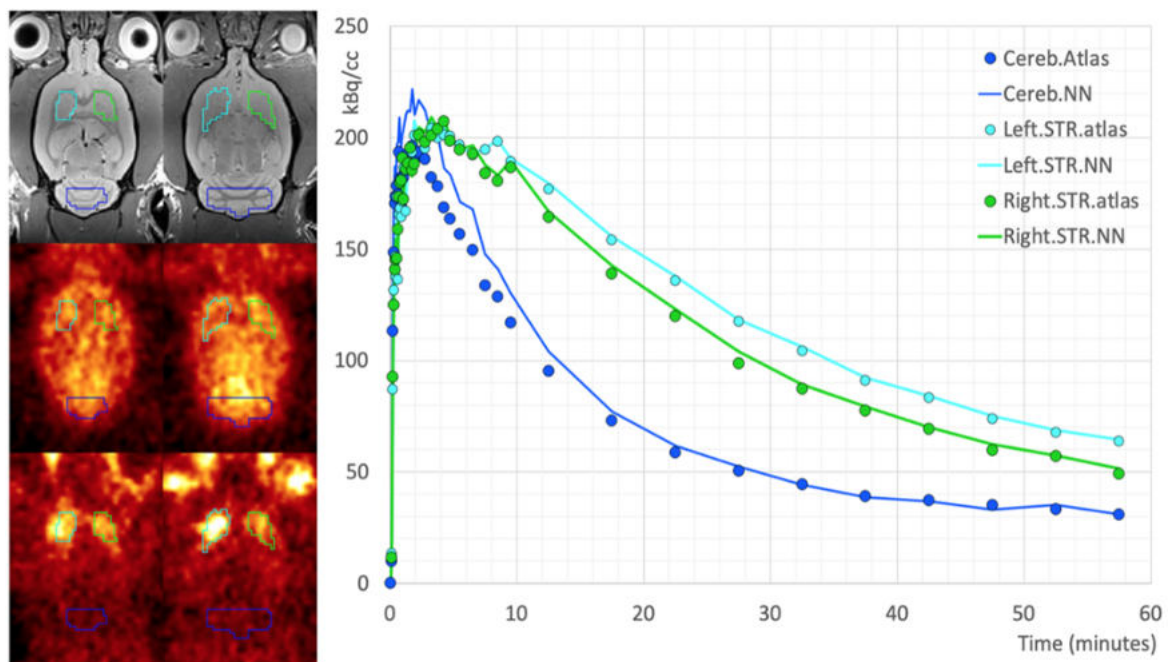 250
200
150
100
50
0
kBq/cc
Cereb.Atlas
Cereb.NN
Left.STR.atlas
Left.STR.NN
Right.STR.atlas
Right.STR.NN
0 10 20 30 40 50 60
Time (minutes)